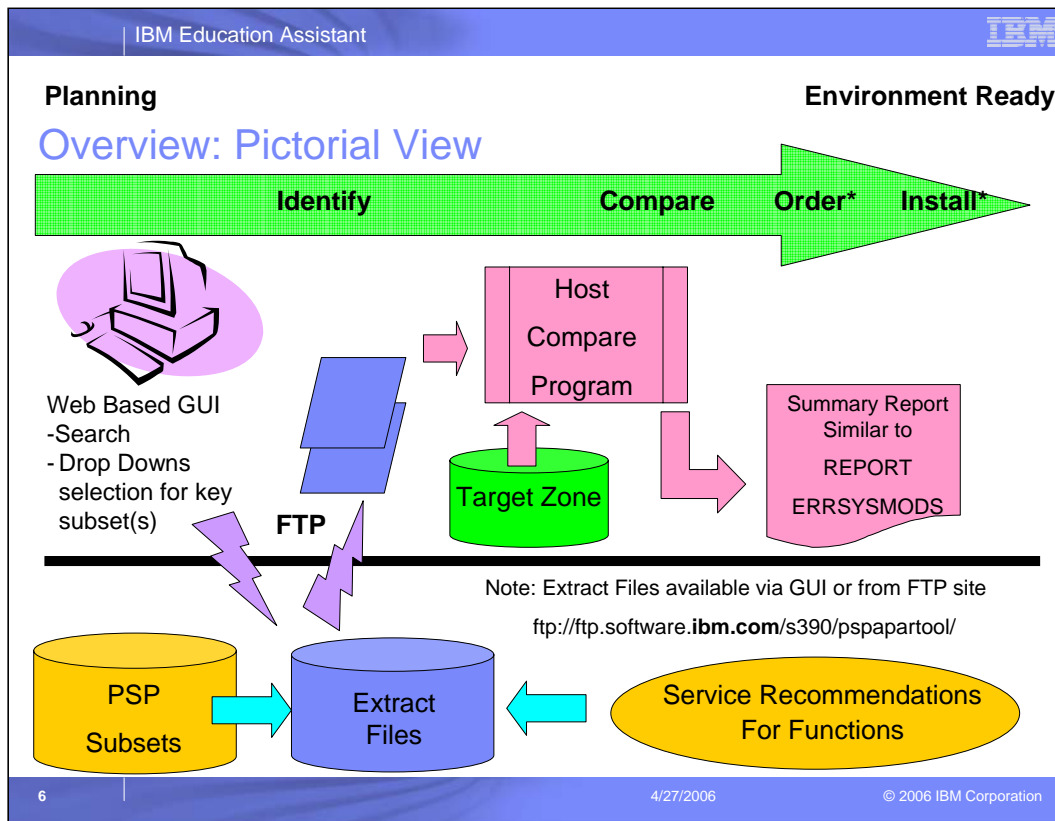 IBM Education Assistant
IBM
Planning
Environment Ready
Overview: Pictorial View
Identify
Compare
Order*
Install*
Host
Compare
Program
Web Based GUI
-Search
- Drop Downs
selection for key
subset(s)
FTP
Target Zone
Summary Report
Similar to
REPORT
ERRSYSMODS
Note: Extract Files available via GUI or from FTP site
ftp://ftp.software.ibm.com/s390/pspapartool/
PSP
Subsets
Extract
Files
Service Recommendations
For Functions
6
4/27/2006
© 2006 IBM Corporation